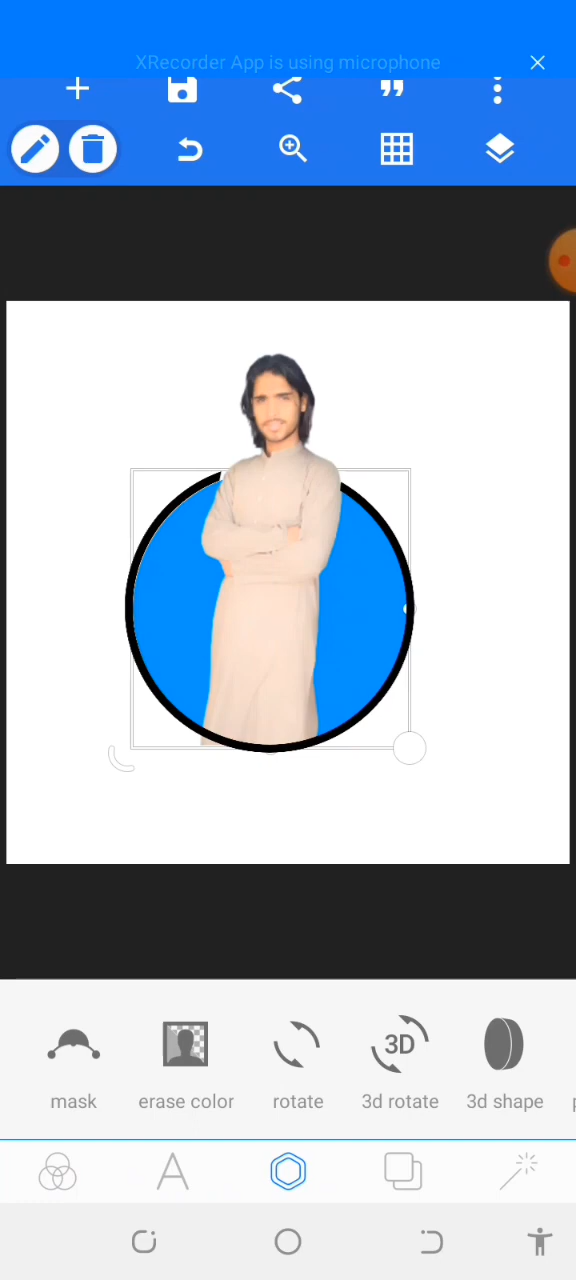 XRecorder App is using microphone
3D
mask
erase color
rotate
3d rotate
3d shape